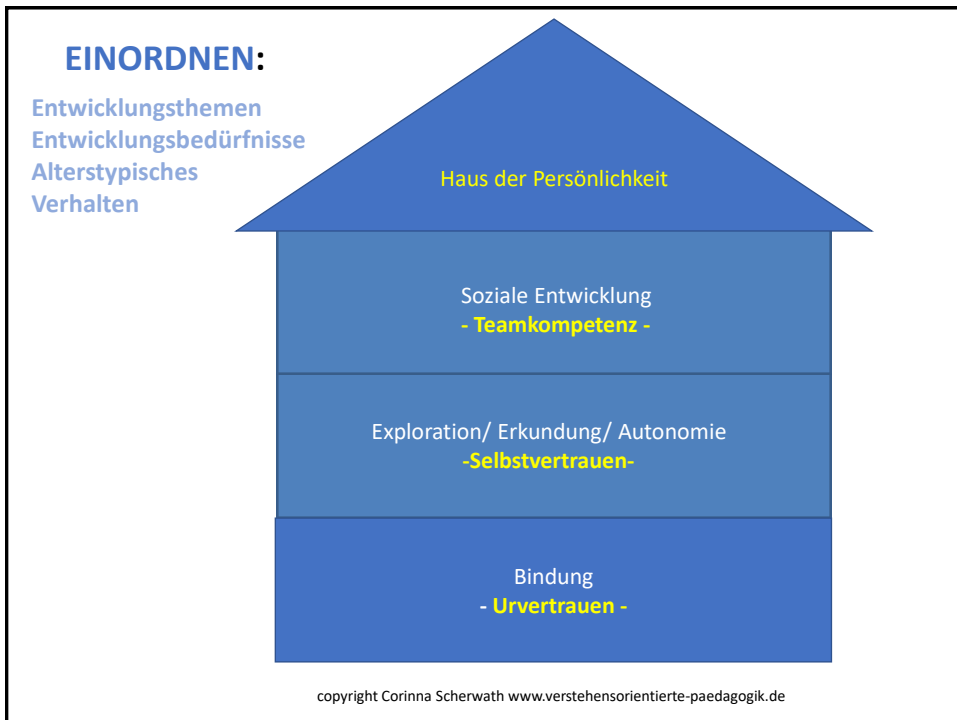 EINORDNEN:
Entwicklungsthemen
Entwicklungsbedürfnisse
Alterstypisches
Verhalten
Haus der Persönlichkeit
Soziale Entwicklung
- Teamkompetenz -
Exploration/ Erkundung/ Autonomie
-Selbstvertrauen-
Bindung
- Urvertrauen -
copyright Corinna Scherwath www.verstehensorientierte-paedagogik.de